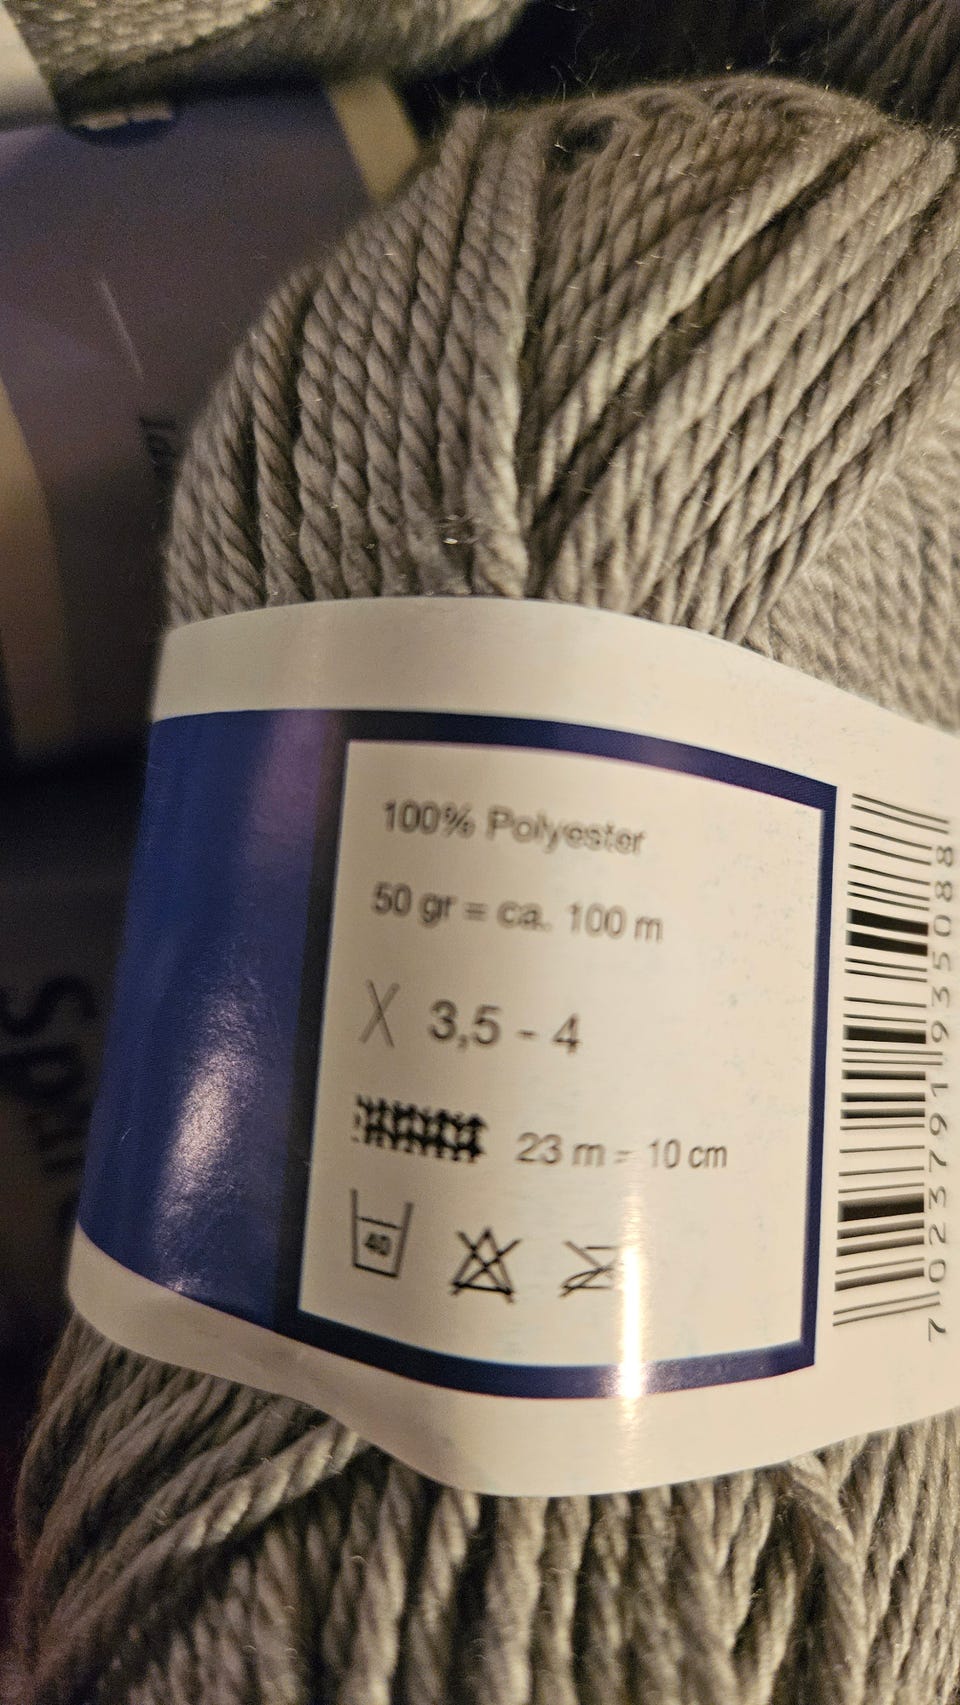 100% Polyester
50 gr = ca. 100 m
3,5 - 4
23 m = 10 cm
40
7023791935088